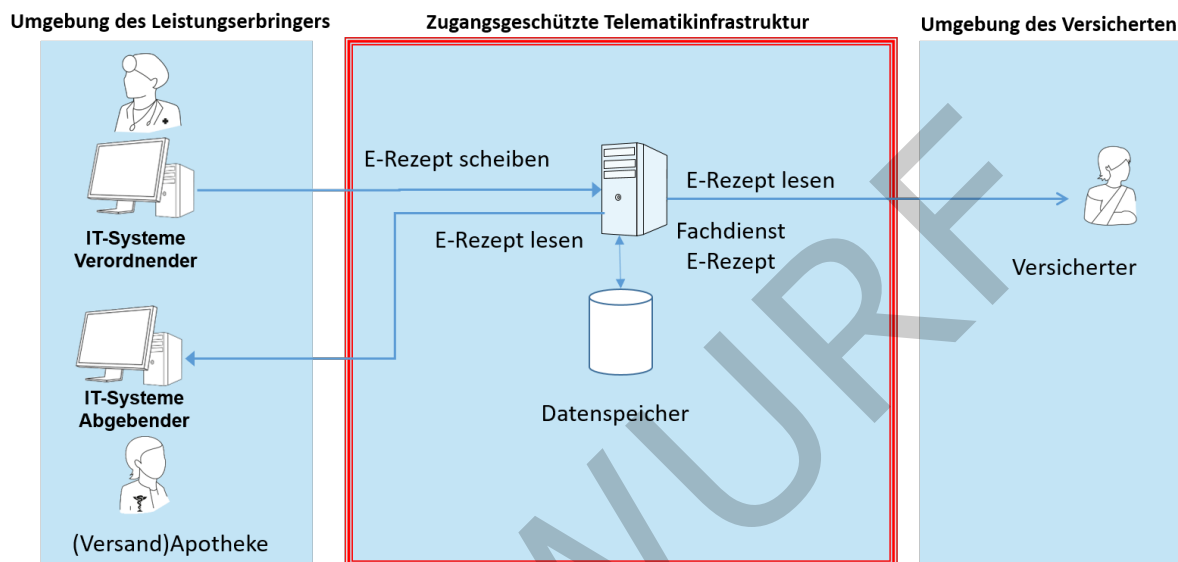 Umgebung des Leistungserbringers
Zugangsgeschützte Telematikinfrastruktur
Umgebung des Versicherten
E-Rezept scheiben
E-Rezept lesen
IT-Systeme
Verordnender
E-Rezept lesen
Fachdienst
E-Rezept
Versicherter
IT-Systeme
Abgebender
Datenspeicher
(Versand)Apotheke
WURF